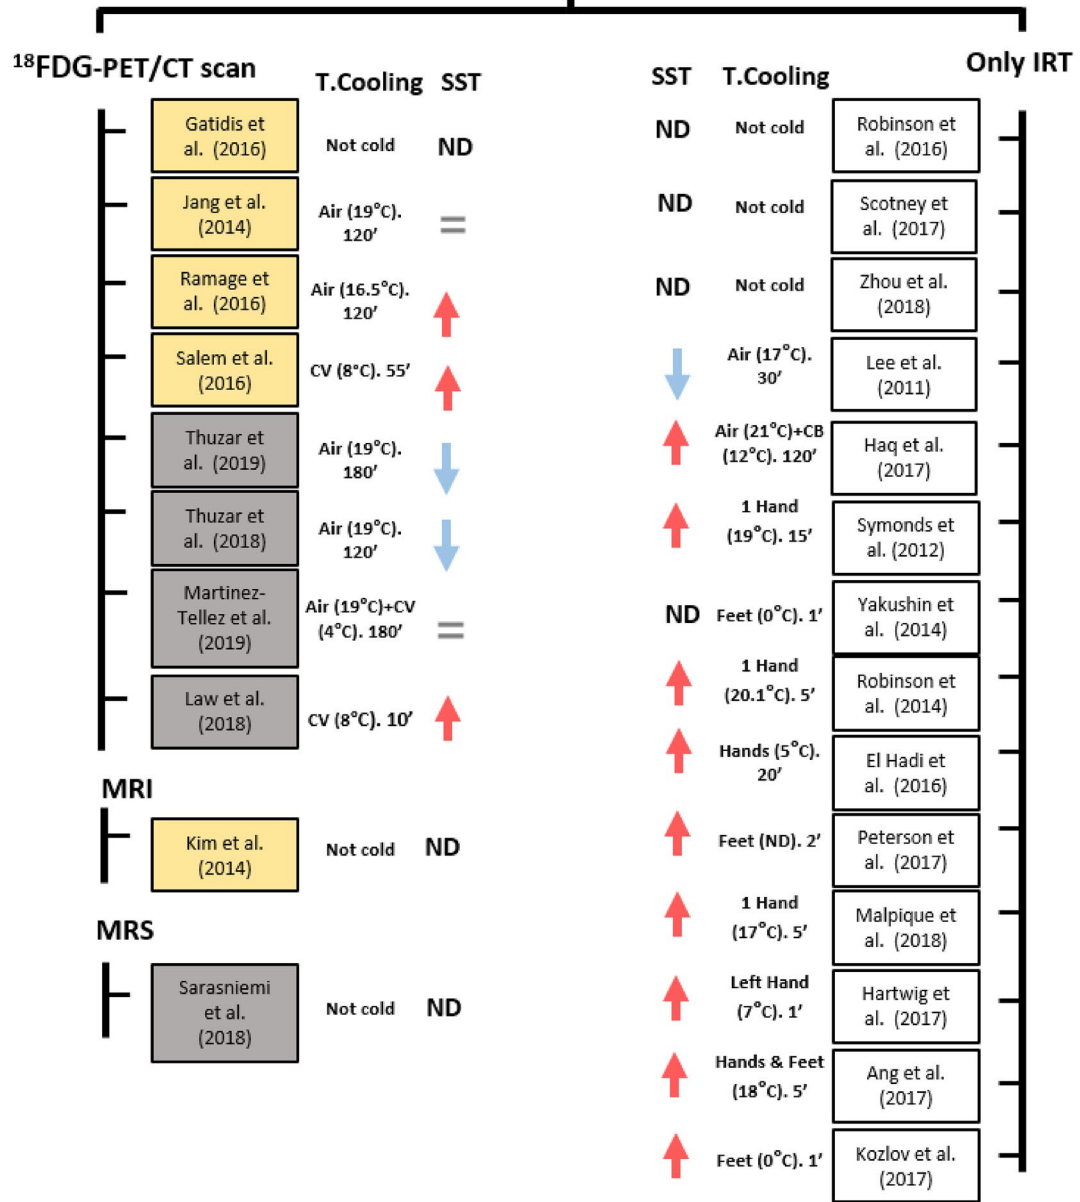 ¹⁸FDG-PET/CT scan
T.Cooling
SST
Gatidis et
al. (2016)
Not cold
ND
Jang et al.
(2014)
Air (19°C).
120'
=
Ramage et
al. (2016)
Air (16.5°C).
120'
Salem et al.
(2016)
CV (8°C). 55'
Thuzar et
al. (2019)
Air (19°C).
180'
Thuzar et
al. (2018)
Air (19°C).
120'
Martinez-
Tellez et al.
(2019)
Air (19°C)+CV
(4°C). 180'
=
Law et al.
(2018)
CV (8°C). 10'
MRI
Kim et al.
(2014)
Not cold
ND
MRS
Sarasniemi
et al.
(2018)
Not cold
ND
SST
T.Cooling
Only IRT
ND
Not cold
Robinson et
al. (2016)
ND
Not cold
Scotney et
al. (2017)
ND
Not cold
Zhou et al.
(2018)
Air (17°C).
30'
Lee et al.
(2011)
Air (21°C)+CB
(12°C). 120'
Haq et al.
(2017)
1 Hand
(19°C). 15'
Symonds et
al. (2012)
ND
Feet (0°C). 1'
Yakushin et
al. (2014)
1 Hand
(20.1°C). 5'
Robinson et
al. (2014)
Hands (5°C).
20'
El Hadi et
al. (2016)
Feet (ND). 2'
Peterson et
al. (2017)
1 Hand
(17°C). 5'
Malpique et
al. (2018)
Left Hand
(7°C). 1'
Hartwig et
al. (2017)
Hands & Feet
(18°C). 5'
Ang et al.
(2017)
Feet (0°C). 1'
Kozlov et al.
(2017)